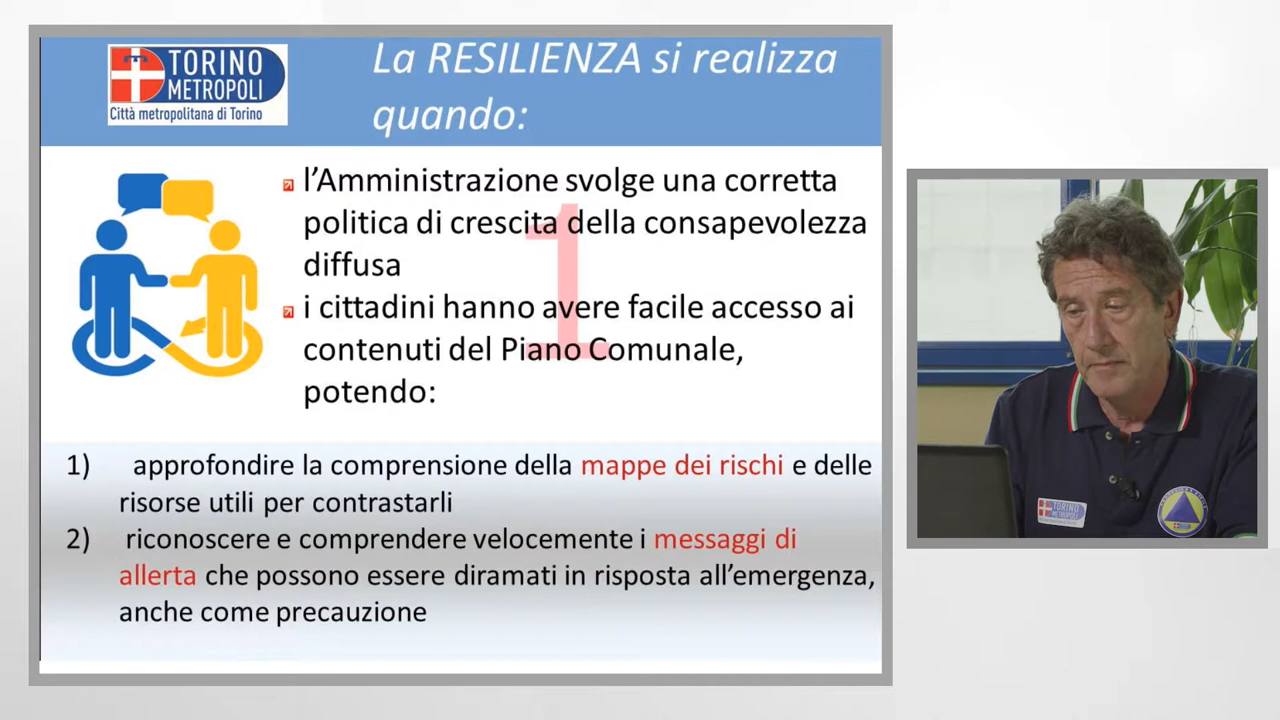 TORINO
METROPOLI
Città metropolitana di Torino
La RESILIENZA si realizza
quando:
1
l’Amministrazione svolge una corretta
politica di crescita della consapevolezza
diffusa
i cittadini hanno avere facile accesso ai
contenuti del Piano Comunale,
potendo:
1) approfondire la comprensione della mappe dei rischi e delle
risorse utili per contrastarli
2) riconoscere e comprendere velocemente i messaggi di
allerta che possono essere diramati in risposta all’emergenza,
anche come precauzione
TORINO
METROPOLI